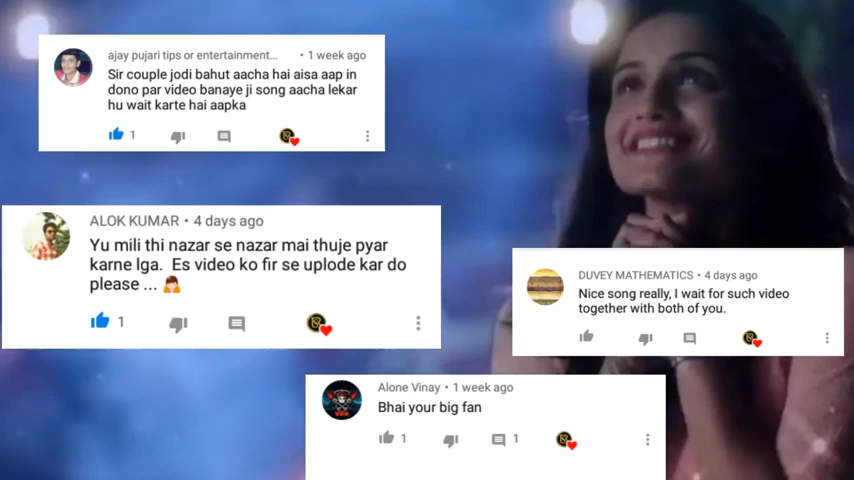 ajay pujari tips or entertainment... • 1 week ago
Sir couple jodi bahut aacha hai aisa aap in
dono par video banaye ji song aacha lekar
hu wait karte hai aapka
1
ALOK KUMAR • 4 days ago
Yu mili thi nazar se nazar mai thuje pyar
karne lga. Es video ko fir se uplode kar do
please ... 🙇
1
DUVEY MATHEMATICS • 4 days ago
Nice song really, I wait for such video
together with both of you.
Alone Vinay • 1 week ago
Bhai your big fan
1 1